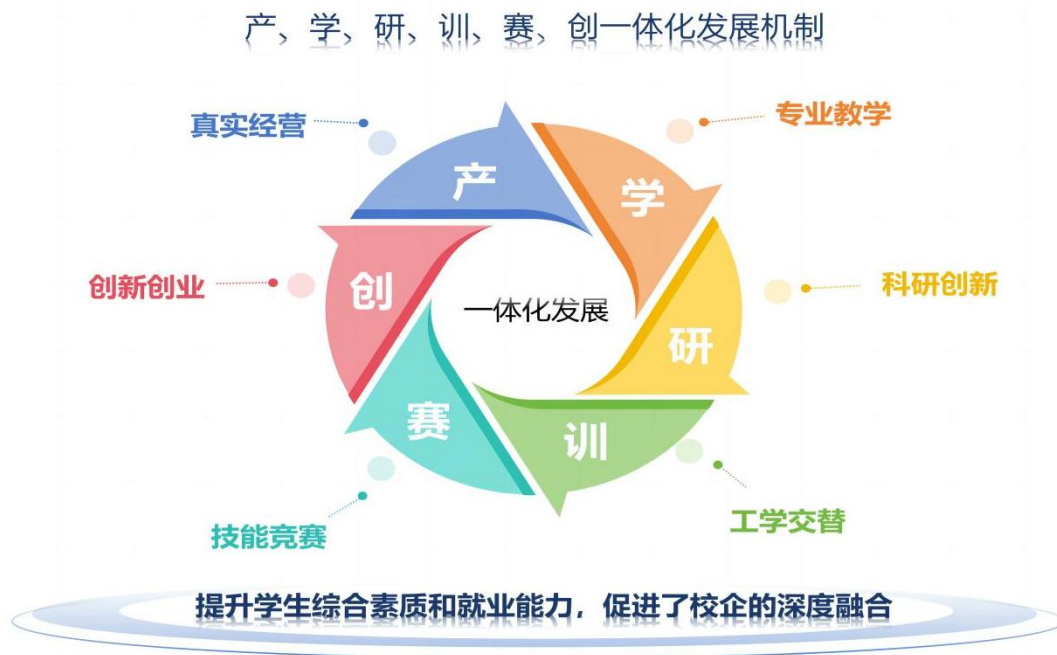 产、学、研、训、赛、创一体化发展机制
真实经营
专业教学
产
学
创新创业
创
一体化发展
科研创新
研
赛
训
技能竞赛
工学交替
提升学生综合素质和就业能力，促进了校企的深度融合